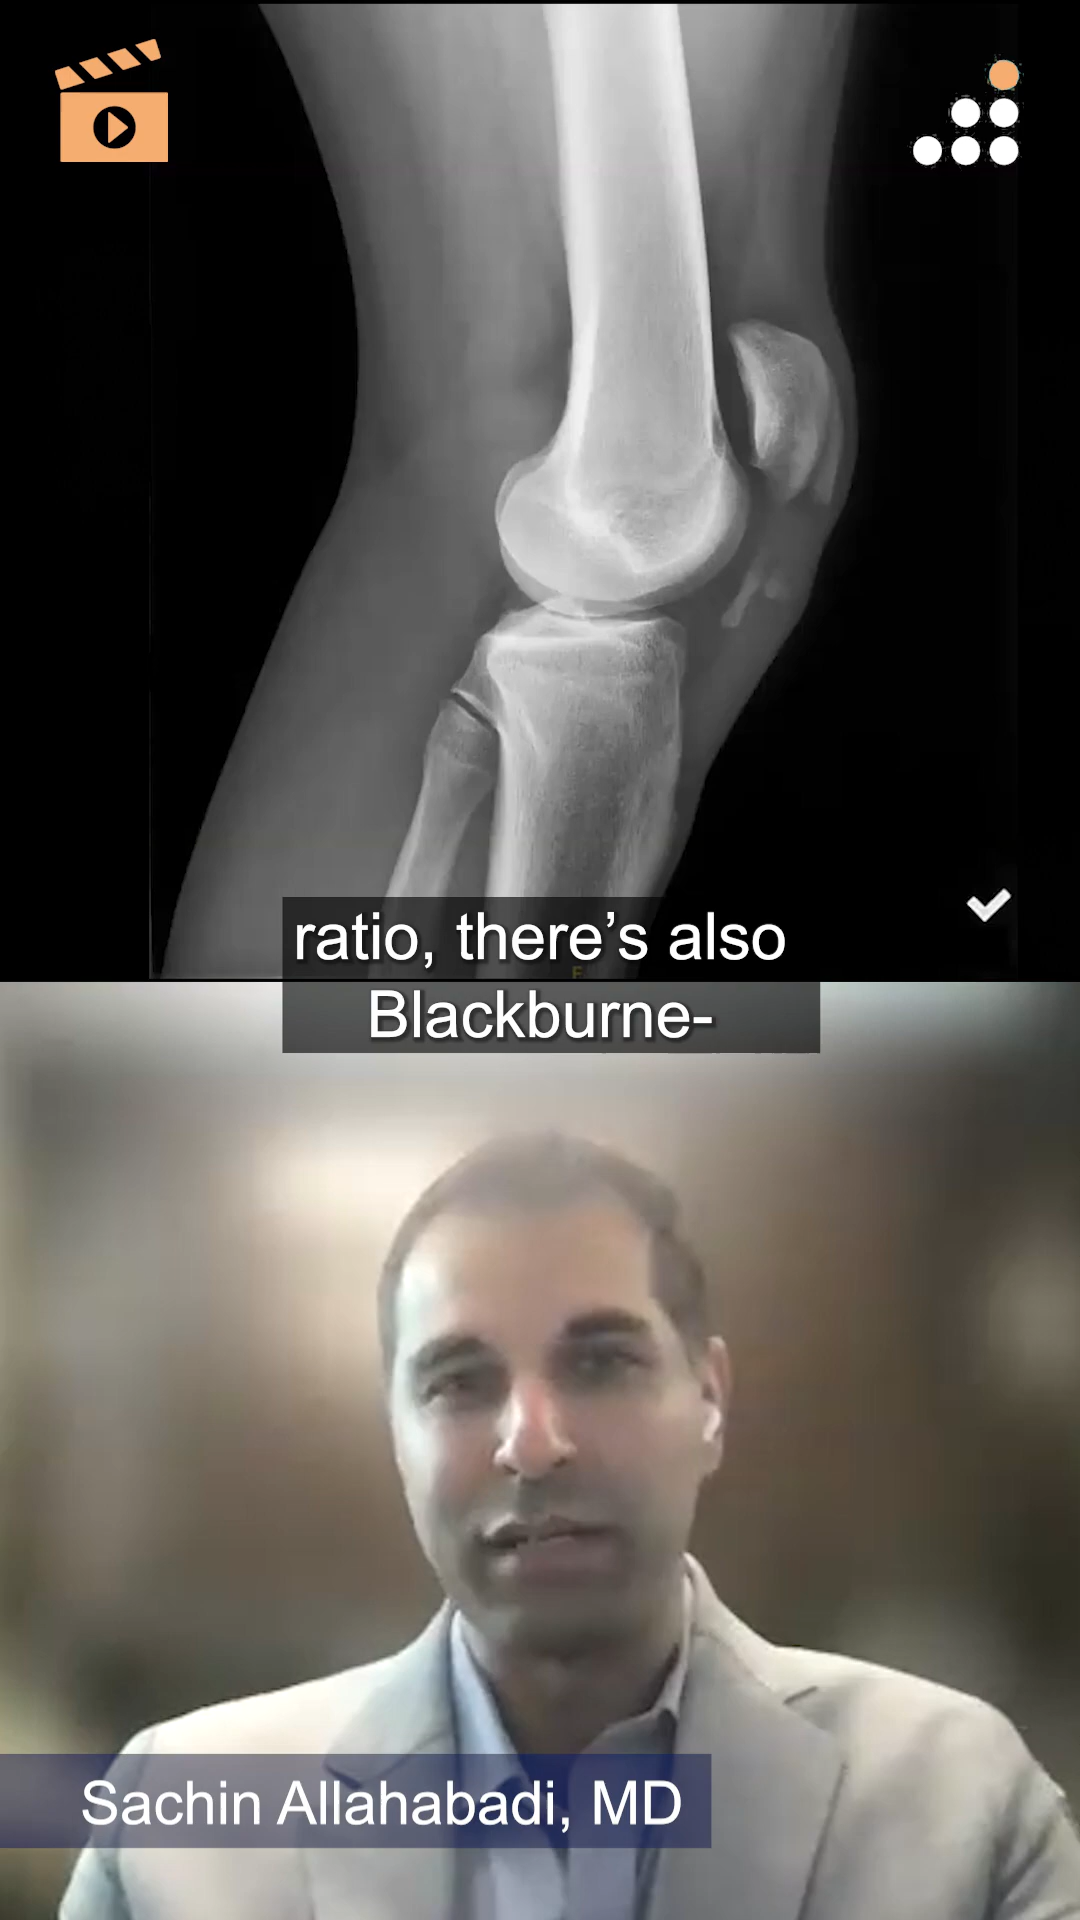 ratio, there’s also
Blackburne-
Sachin Allahabadi, MD